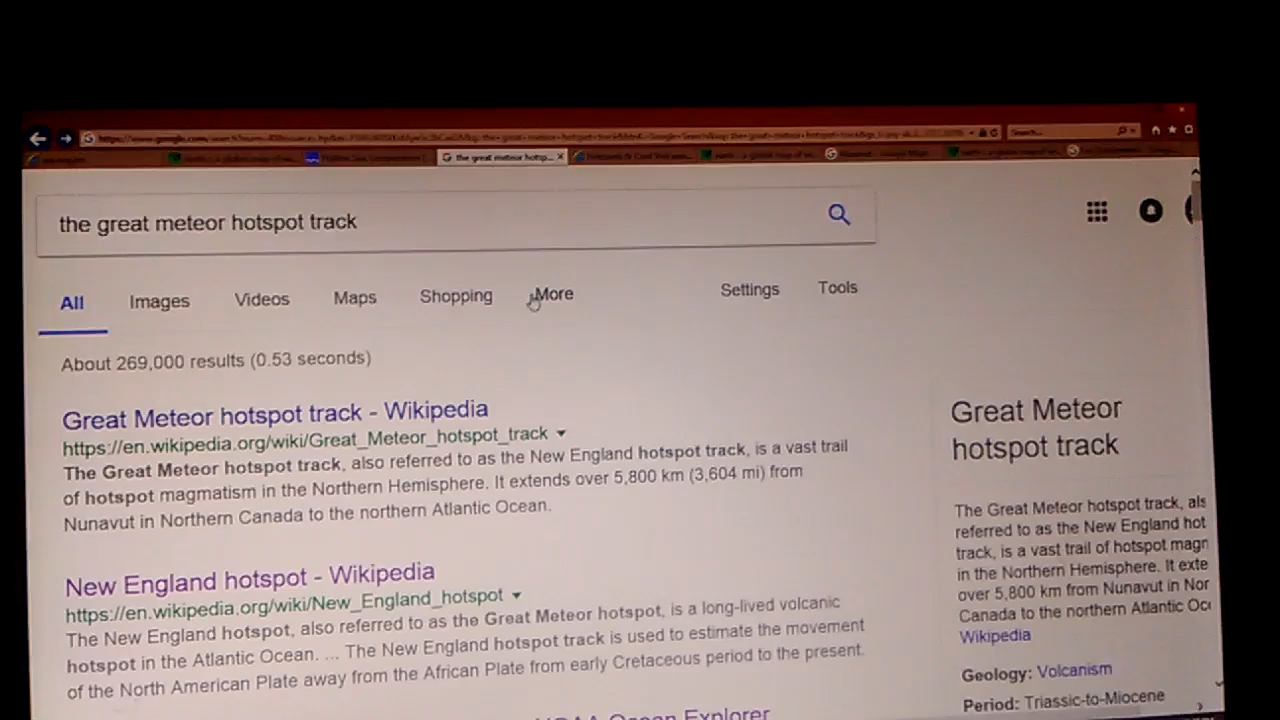 the great meteor hotsp...
the great meteor hotspot track
All Images Videos Maps Shopping More Settings Tools
About 269,000 results (0.53 seconds)
Great Meteor hotspot track - Wikipedia
https://en.wikipedia.org/wiki/Great_Meteor_hotspot_track
The Great Meteor hotspot track, also referred to as the New England hotspot track, is a vast trail
of hotspot magmatism in the Northern Hemisphere. It extends over 5,800 km (3,604 mi) from
Nunavut in Northern Canada to the northern Atlantic Ocean.
New England hotspot - Wikipedia
https://en.wikipedia.org/wiki/New_England_hotspot
The New England hotspot, also referred to as the Great Meteor hotspot, is a long-lived volcanic
hotspot in the Atlantic Ocean. ... The New England hotspot track is used to estimate the movement
of the North American Plate away from the African Plate from early Cretaceous period to the present.
Ocean Explorer
Great Meteor
hotspot track
The Great Meteor hotspot track, als
referred to as the New England hot
track, is a vast trail of hotspot magn
in the Northern Hemisphere. It exte
over 5,800 km from Nunavut in Nor
Canada to the northern Atlantic Oc
Wikipedia
Geology: Volcanism
Period: Triassic-to-Miocene